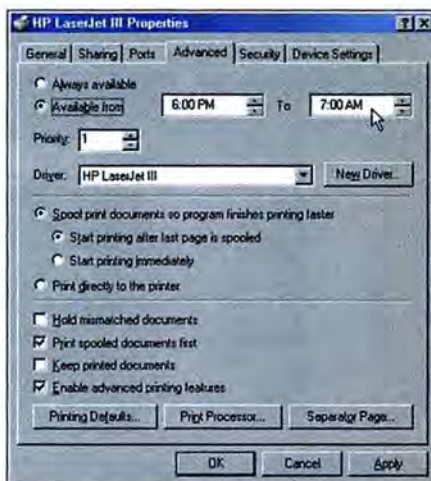 HP LaserJet III Properties
General Sharing Ports Advanced Security Device Settings
Always available
Available from 6:00 PM To 7:00 AM
Priority: 1
Driver: HP LaserJet III New Driver...
Spool print documents so program finishes printing faster
Start printing after last page is spooled
Start printing immediately
Print directly to the printer
Hold mismatched documents
Print spooled documents first
Keep printed documents
Enable advanced printing features
Printing Defaults... Print Processor... Separator Page...
OK Cancel Apply